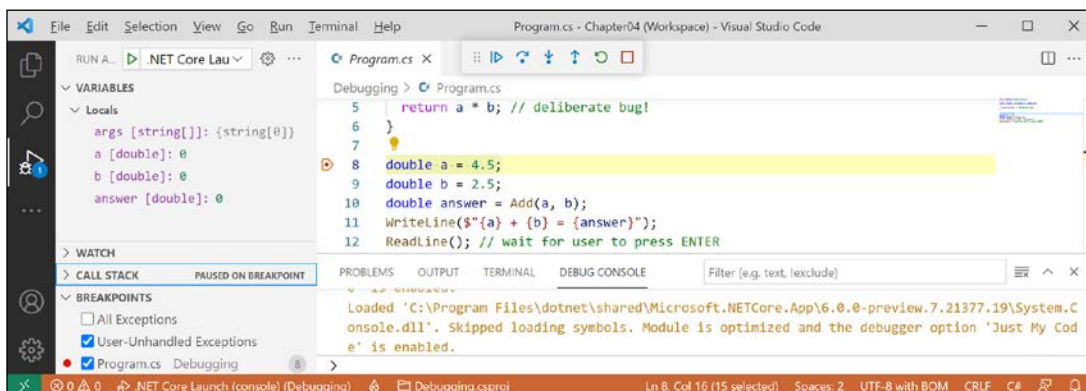 File Edit Selection View Go Run Terminal Help Program.cs - Chapter04 (Workspace) - Visual Studio Code
RUN A... .NET Core Lau
VARIABLES
Locals
args [string[]]: {string[0]}
a [double]: 0
b [double]: 0
answer [double]: 0
WATCH
CALL STACK PAUSED ON BREAKPOINT
BREAKPOINTS
All Exceptions
User-Unhandled Exceptions
Program.cs Debugging 8
1
Program.cs
Debugging > Program.cs
5 return a * b; // deliberate bug!
6 }
7
8 double a = 4.5;
9 double b = 2.5;
10 double answer = Add(a, b);
11 WriteLine($"{a} + {b} = {answer}");
12 ReadLine(); // wait for user to press ENTER
PROBLEMS OUTPUT TERMINAL DEBUG CONSOLE Filter (e.g. text, !exclude)
e' is enabled.
Loaded 'C:\Program Files\dotnet\shared\Microsoft.NETCore.App\6.0.0-preview.7.21377.19\System.C
onsole.dll'. Skipped loading symbols. Module is optimized and the debugger option 'Just My Cod
e' is enabled.
>
0 0 .NET Core Launch (console) (Debugging) Debugging.csproj Ln 8, Col 16 (15 selected) Spaces: 2 UTF-8 with BOM CRLF C#